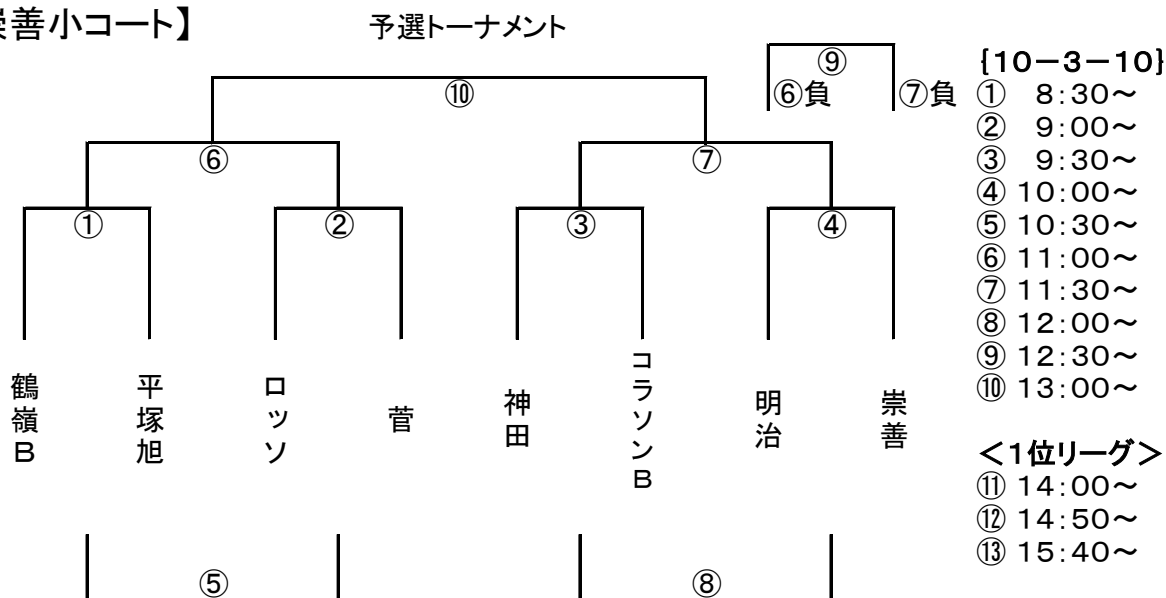 善小コート】
予選トーナメント
⑨
⑥負
⑦負
⑩
⑥
⑦
①
②
③
④
鶴嶺B
平塚旭
ロッソ
菅
神田
コラソンB
明治
崇善
⑤
⑧
{10－3－10}
① 8:30～
② 9:00～
③ 9:30～
④ 10:00～
⑤ 10:30～
⑥ 11:00～
⑦ 11:30～
⑧ 12:00～
⑨ 12:30～
⑩ 13:00～
＜1位リーグ＞
⑪ 14:00～
⑫ 14:50～
⑬ 15:40～